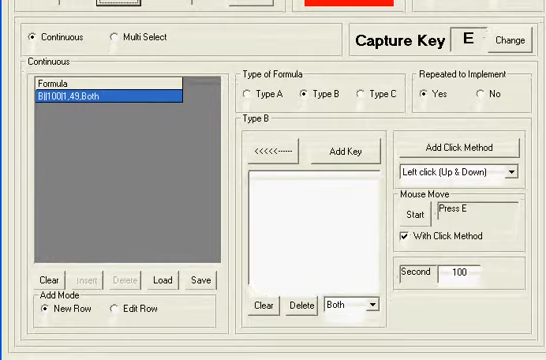 Continuous
Multi Select
Capture Key
E
Change
Continuous
Formula
B||100|1,49,Both
Clear
Insert
Delete
Load
Save
Add Mode
New Row
Edit Row
Type of Formula
Type A
Type B
Type C
Repeated to Implement
Yes
No
Type B
<<<<<------
Add Key
Clear
Delete
Both
Add Click Method
Left click (Up & Down)
Mouse Move
Start
Press E
With Click Method
Second
100